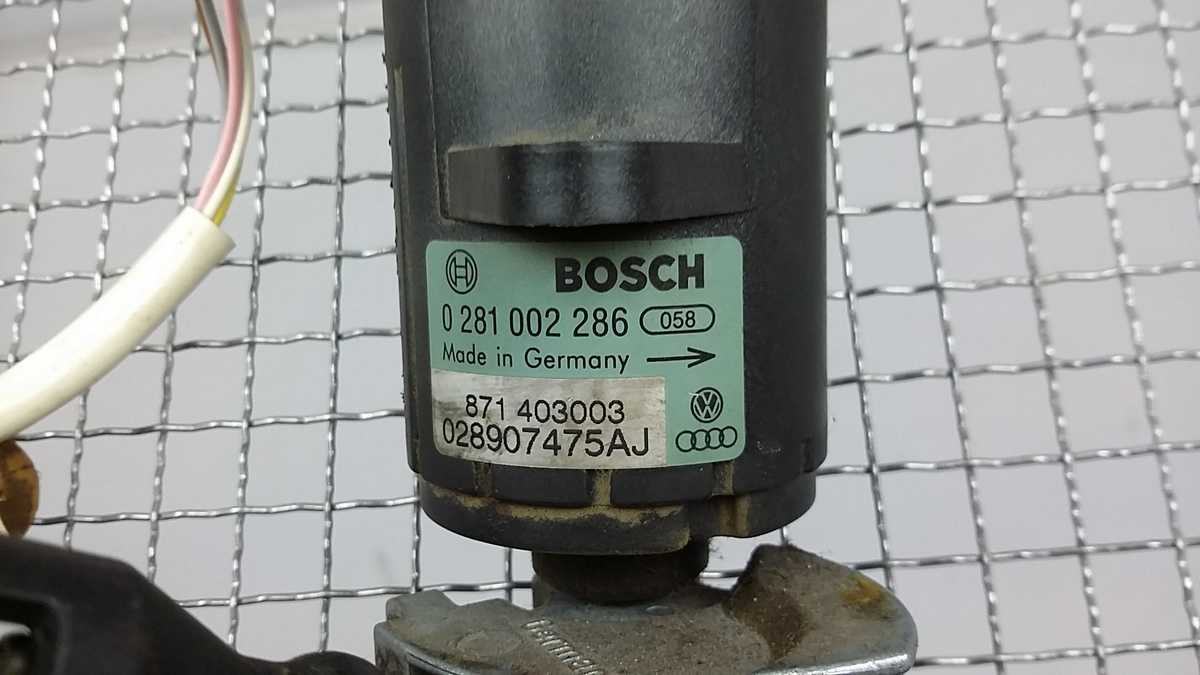 BOSCH
0 281 002 286 058
Made in Germany
871 403003
028907475AJ